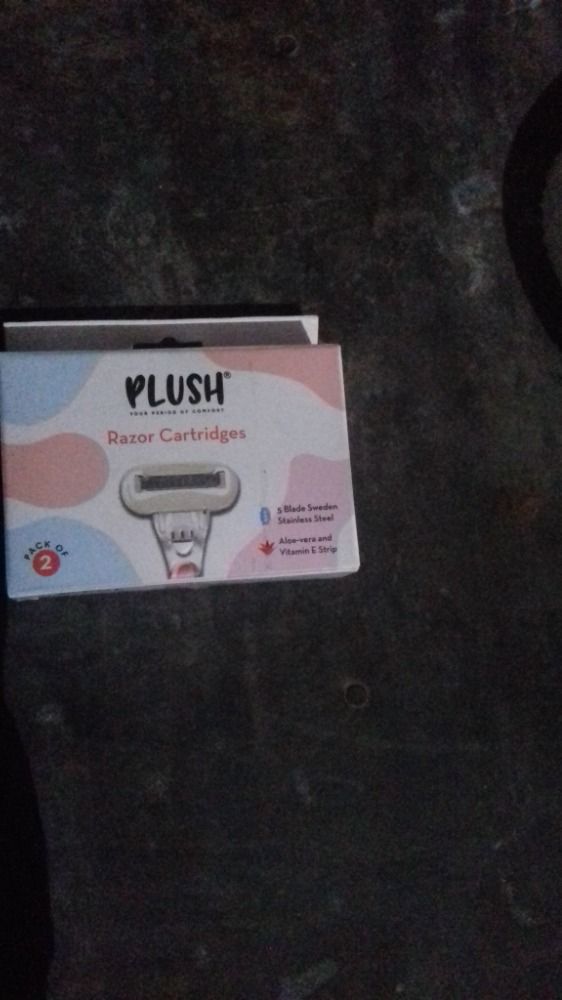 PLUSH®
YOUR PERIOD OF COMFORT
Razor Cartridges
5 Blade Sweden
Stainless Steel
Aloe-vera and
Vitamin E Strip
PACK OF
2